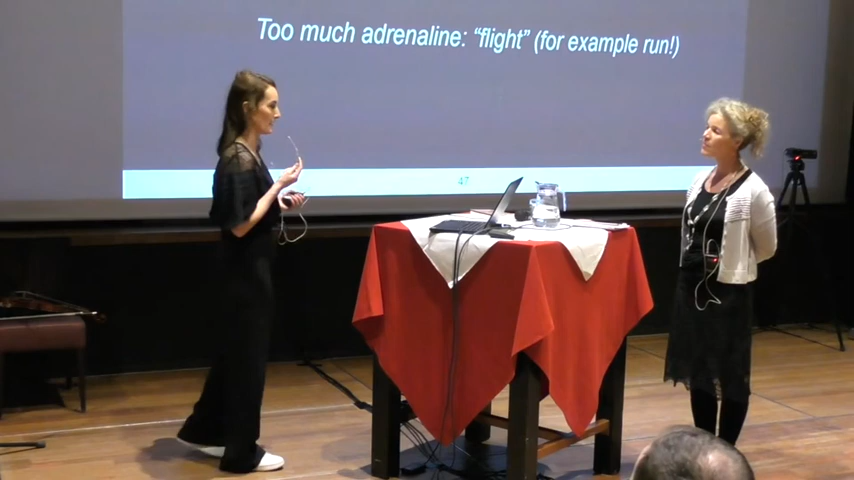 Too much adrenaline: “flight” (for example run!)
47